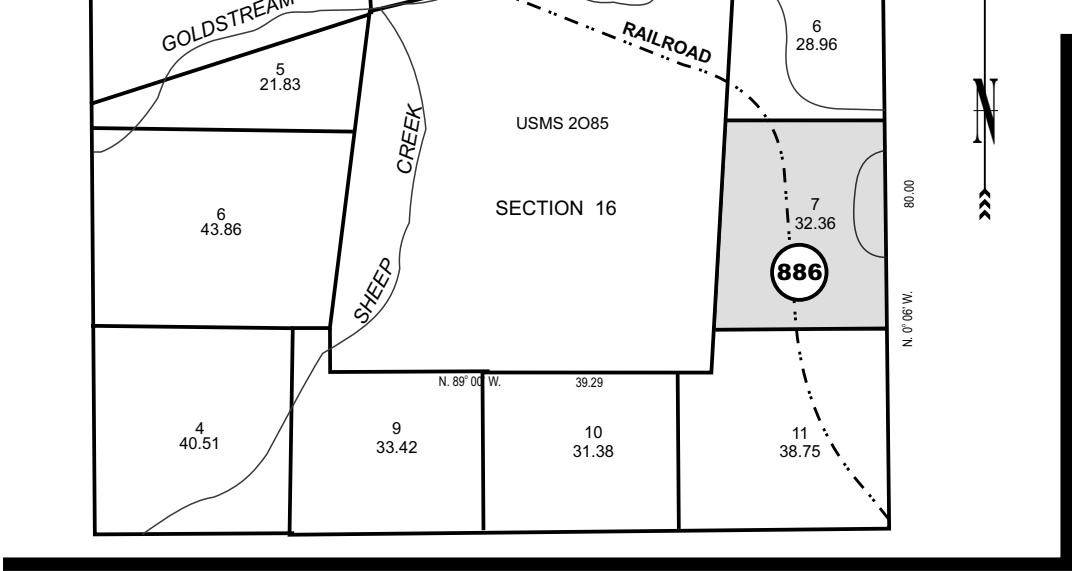 GOLDSTREAM
RAILROAD
6
28.96
5
21.83
USMS 2O85
CREEK
SECTION 16
7
32.36
80.00
N
6
43.86
886
SHEEP
N. 0° 06' W.
N. 89° 00' W.
39.29
4
40.51
9
33.42
10
31.38
11
38.75